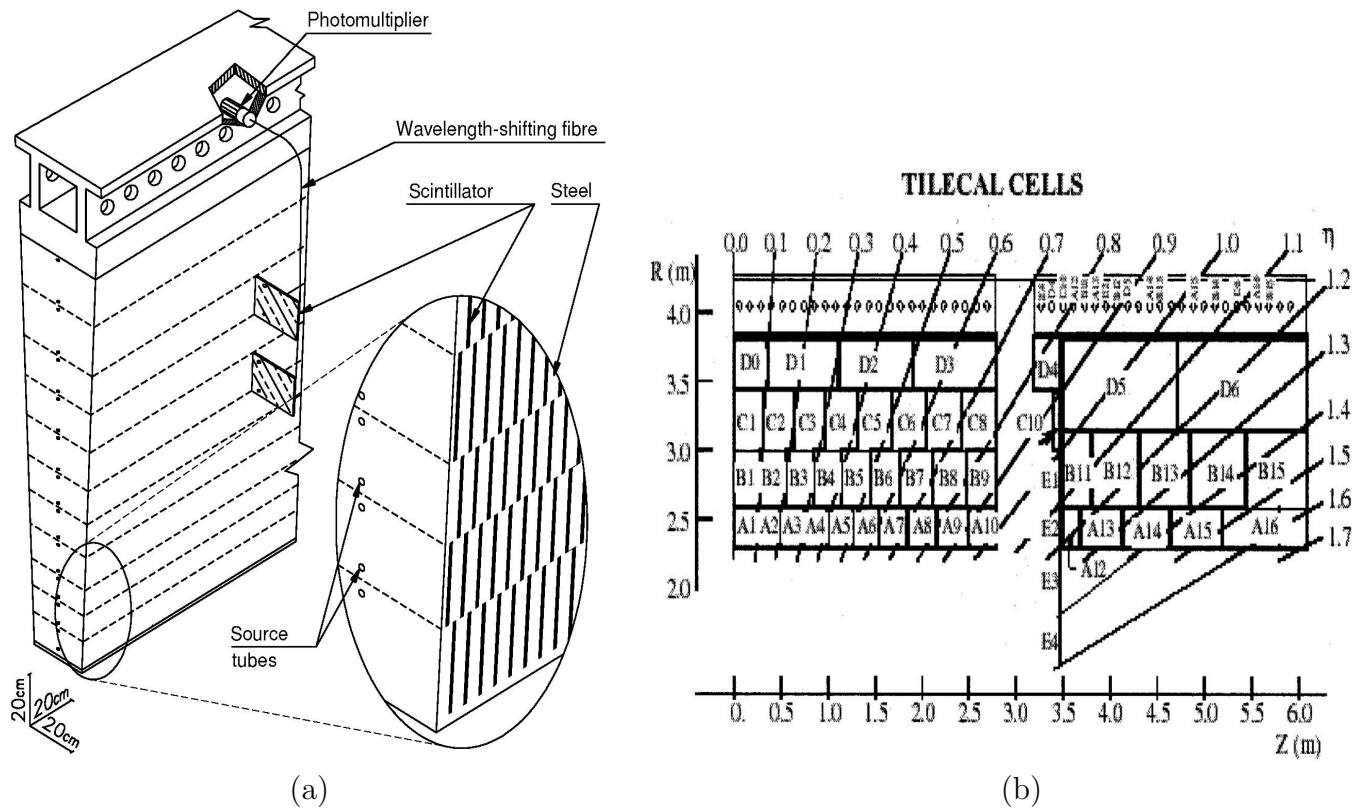 Photomultiplier
Wavelength-shifting fibre
Scintillator
Steel
Source
tubes
20cm
20cm
20cm
(a)
TILECAL CELLS
0.0 0.1 0.2 0.3 0.4 0.5 0.6 0.7 0.8 0.9 1.0 1.1 η
R (m)
1.2
4.0
D0 D1 D2 D3 D4 D5 D6
1.3
3.5
C1 C2 C3 C4 C5 C6 C7 C8 C10
1.4
3.0
B1 B2 B3 B4 B5 B6 B7 B8 B9 E1 B11 B12 B13 B14 B15
1.5
2.5
1.6
A1 A2 A3 A4 A5 A6 A7 A8 A9 A10 E2 A13 A14 A15 A16
1.7
A12
2.0
E3
E4
0. 0.5 1.0 1.5 2.0 2.5 3.0 3.5 4.0 4.5 5.0 5.5 6.0
Z (m)
(b)